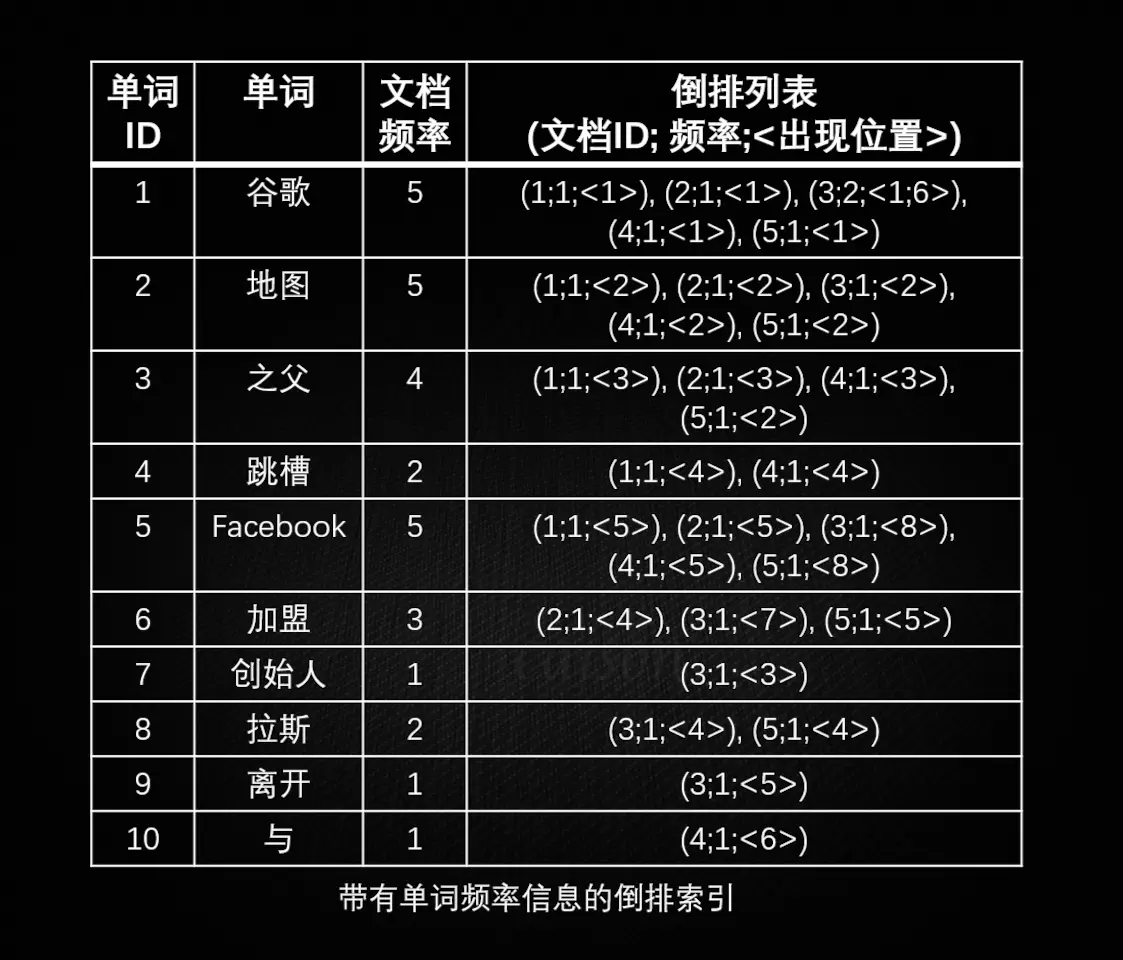 单词 单词 文档 倒排列表
ID 频率 (文档ID; 频率;<出现位置>)
1 谷歌 5 (1;1;<1>), (2;1;<1>), (3;2;<1;6>),
(4;1;<1>), (5;1;<1>)
2 地图 5 (1;1;<2>), (2;1;<2>), (3;1;<2>),
(4;1;<2>), (5;1;<2>)
3 之父 4 (1;1;<3>), (2;1;<3>), (4;1;<3>),
(5;1;<2>)
4 跳槽 2 (1;1;<4>), (4;1;<4>)
5 Facebook 5 (1;1;<5>), (2;1;<5>), (3;1;<8>),
(4;1;<5>), (5;1;<8>)
6 加盟 3 (2;1;<4>), (3;1;<7>), (5;1;<5>)
7 创始人 1 (3;1;<3>)
8 拉斯 2 (3;1;<4>), (5;1;<4>)
9 离开 1 (3;1;<5>)
10 与 1 (4;1;<6>)
带有单词频率信息的倒排索引